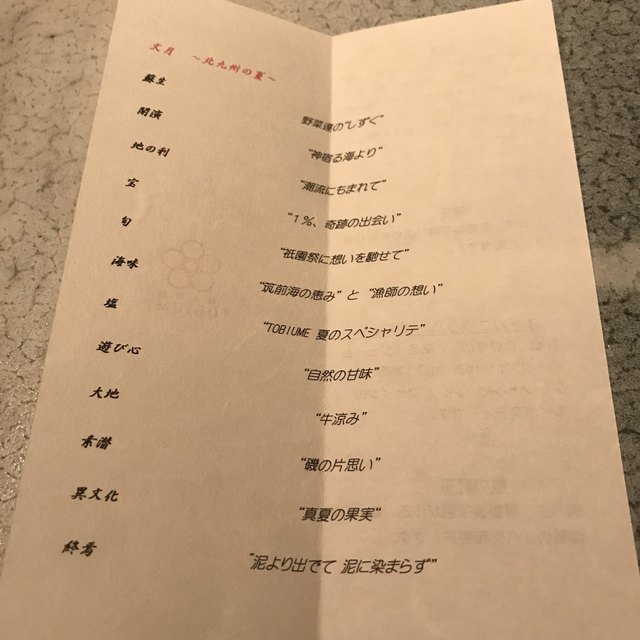 文月 ～北九州の夏～
蘇生 野菜達の"しずく"
開演 "神宿る海より"
地の利 "潮流にもまれて"
宝 "1%、奇跡の出会い"
旬 "祇園祭に想いを馳せて"
海味 "筑前海の恵み" と "漁師の想い"
塩 "TOBIUME 夏のスペシャリテ"
遊び心 "自然の甘味"
大地 "牛涼み"
素潜 "磯の片思い"
異文化 "真夏の果実"
終焉 "泥より出でて 泥に染まらず"